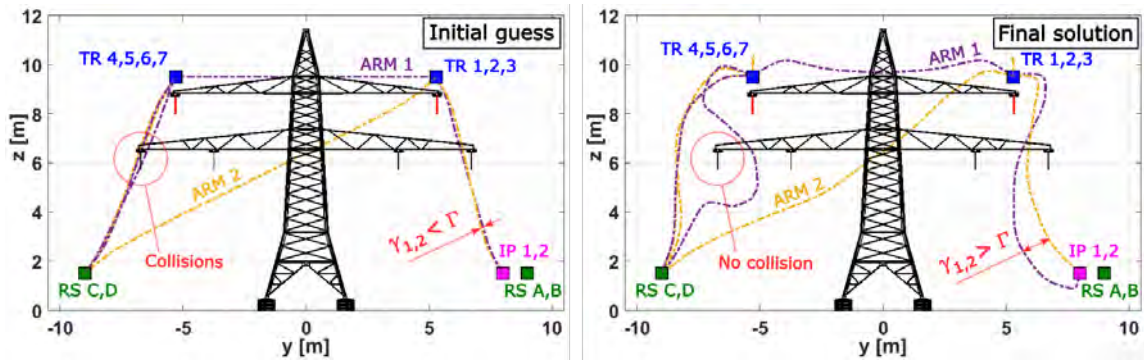 12
10
8
6
4
2
0
z [m]
-10
-5
0
5
10
y [m]
Initial guess
TR 4,5,6,7
ARM 1
TR 1,2,3
ARM 2
Collisions
γ1,2 < Γ
IP 1,2
RS C,D
RS A,B
12
10
8
6
4
2
0
z [m]
-10
-5
0
5
10
y [m]
Final solution
TR 4,5,6,7
ARM 1
TR 1,2,3
ARM 2
No collision
γ1,2 > Γ
IP 1,2
RS C,D
RS A,B